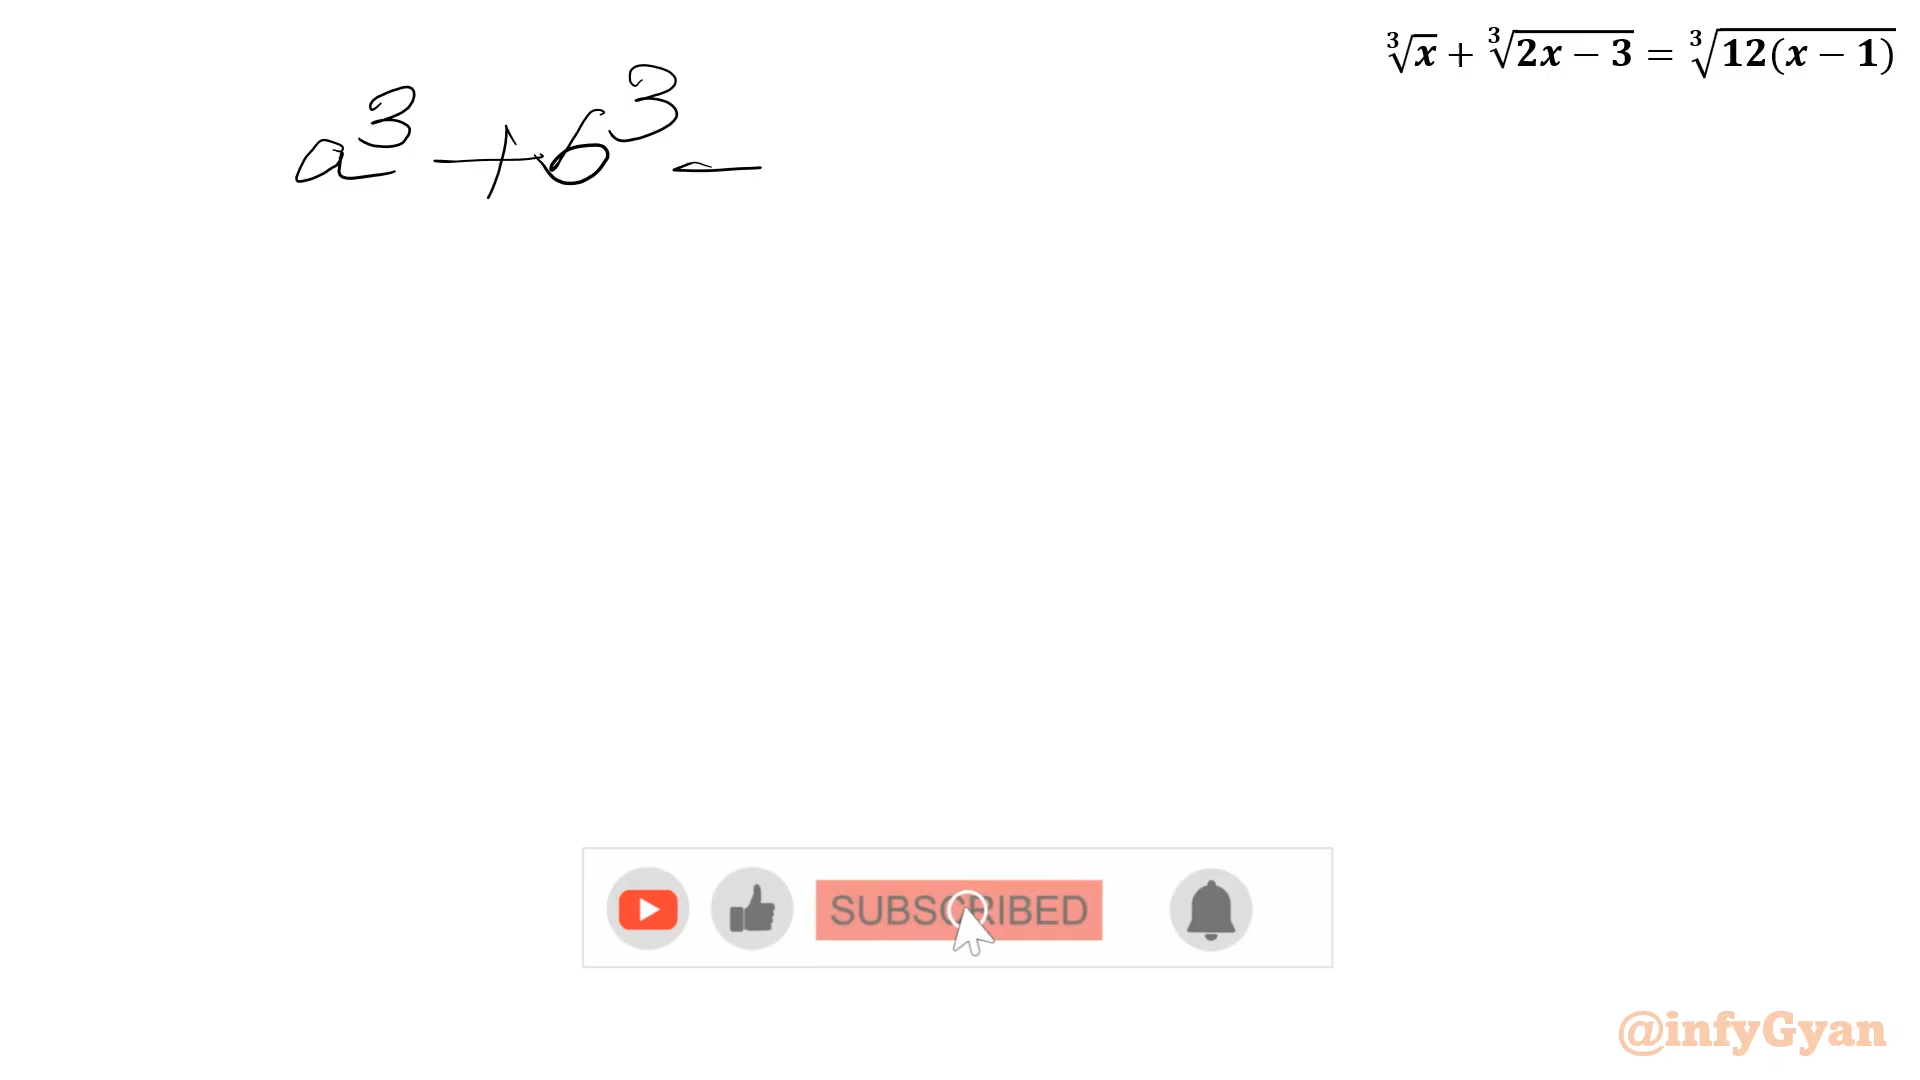 ∛x + ∛(2x − 3) = ∛(12(x − 1))
a³ + b³ −
SUBSCRIBED
@infyGyan